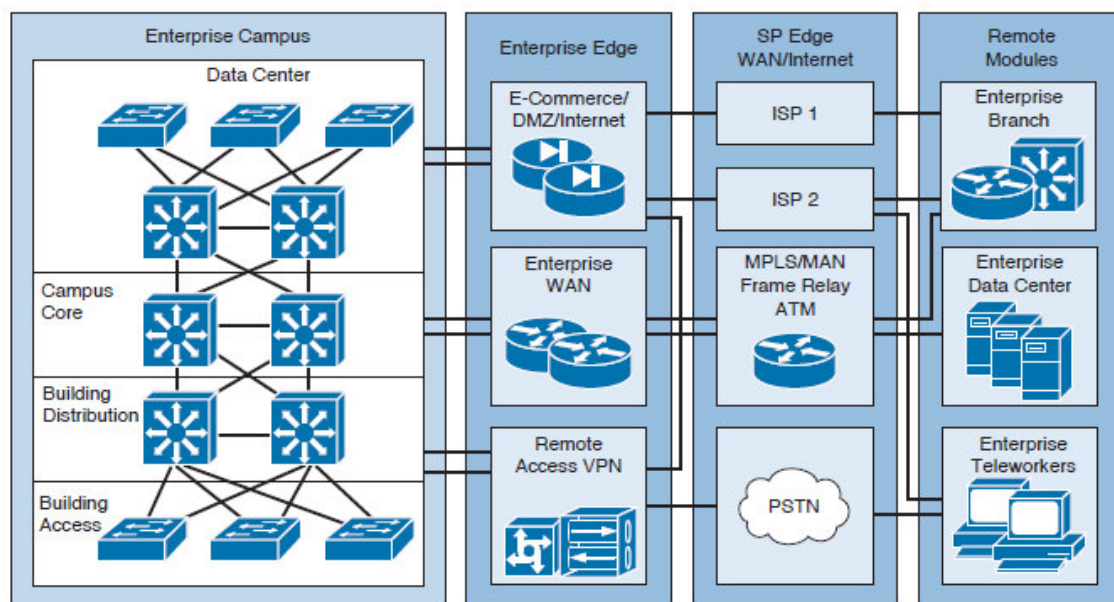 Enterprise Campus
Data Center
Campus
Core
Building
Distribution
Building
Access
Enterprise Edge
E-Commerce/
DMZ/Internet
Enterprise
WAN
Remote
Access VPN
SP Edge
WAN/Internet
ISP 1
ISP 2
MPLS/MAN
Frame Relay
ATM
PSTN
Remote
Modules
Enterprise
Branch
Enterprise
Data Center
Enterprise
Teleworkers